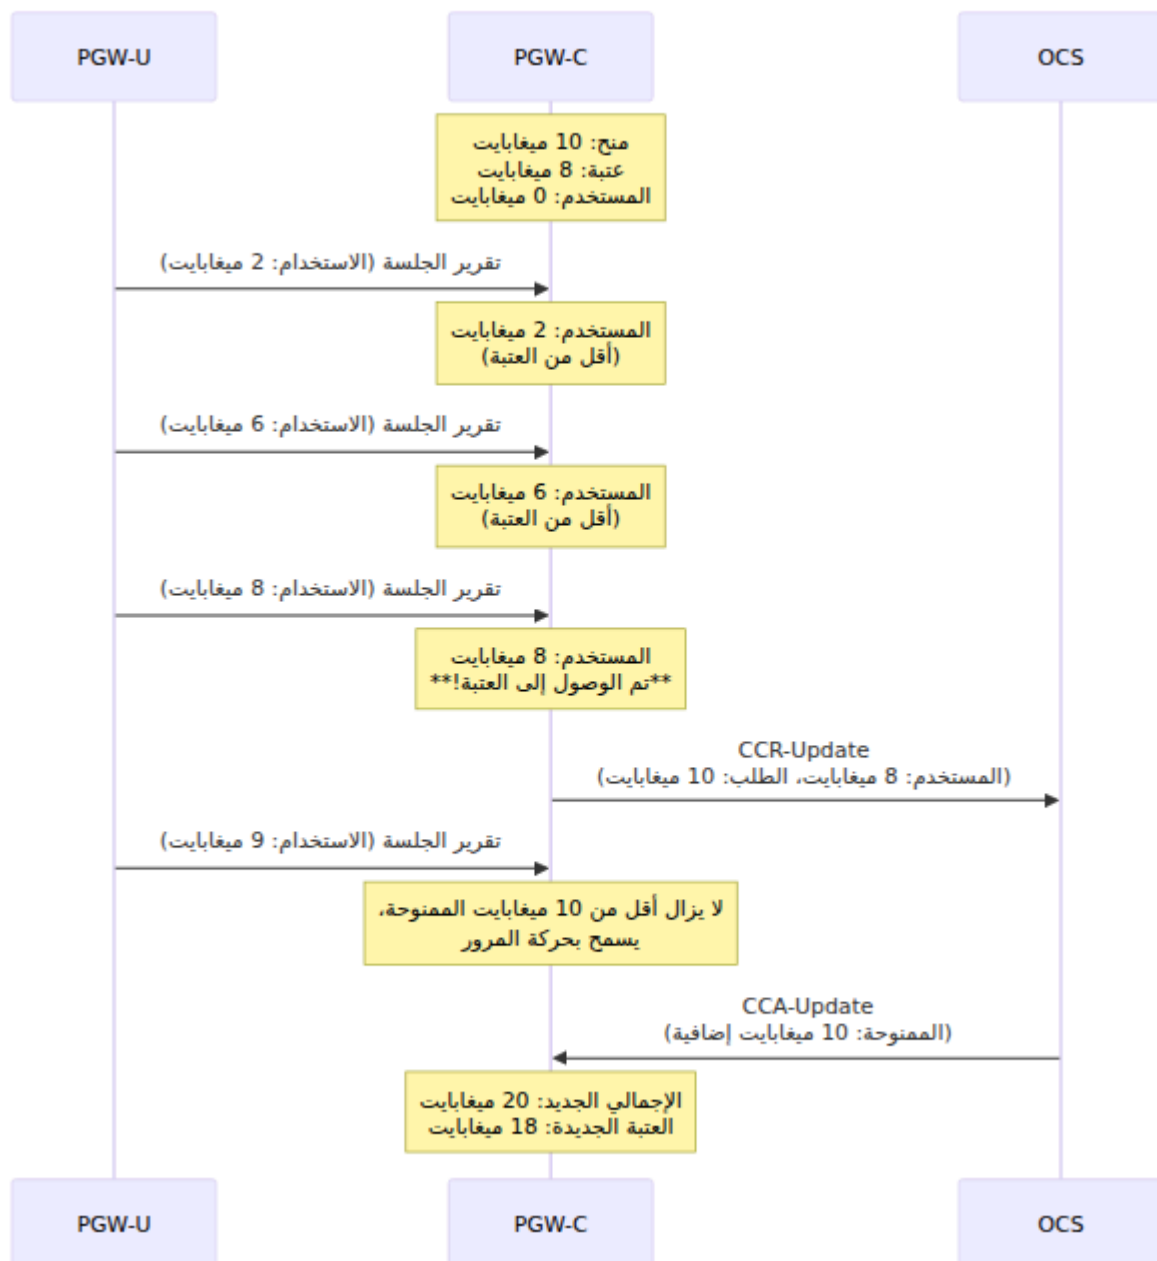 PGW-U
PGW-C
OCS
منح: 10 ميغابايت
عتبة: 8 ميغابايت
المستخدم: 0 ميغابايت
تقرير الجلسة (الاستخدام: 2 ميغابايت)
المستخدم: 2 ميغابايت
(أقل من العتبة)
تقرير الجلسة (الاستخدام: 6 ميغابايت)
المستخدم: 6 ميغابايت
(أقل من العتبة)
تقرير الجلسة (الاستخدام: 8 ميغابايت)
المستخدم: 8 ميغابايت
**تم الوصول إلى العتبة!**
CCR-Update
(المستخدم: 8 ميغابايت، الطلب: 10 ميغابايت)
تقرير الجلسة (الاستخدام: 9 ميغابايت)
لا يزال أقل من 10 ميغابايت الممنوحة،
يسمح بحركة المرور
CCA-Update
(الممنوحة: 10 ميغابايت إضافية)
الإجمالي الجديد: 20 ميغابايت
العتبة الجديدة: 18 ميغابايت
PGW-U
PGW-C
OCS